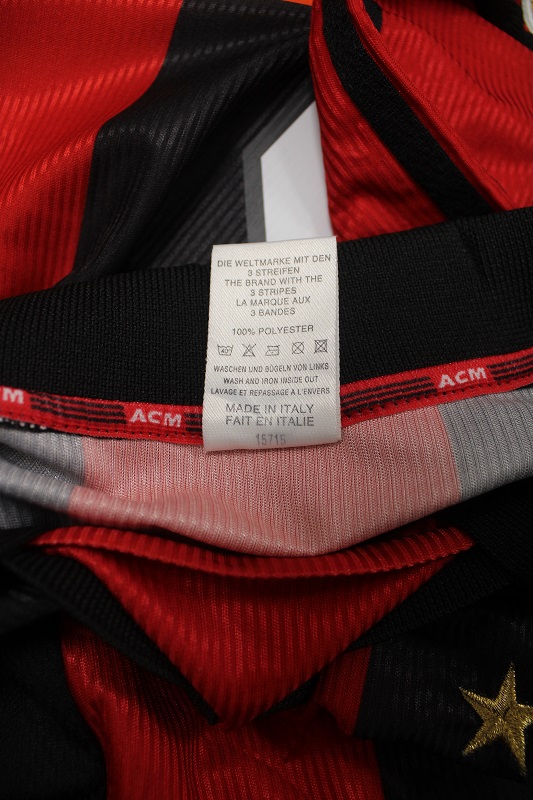 DIE WELTMARKE MIT DEN
3 STREIFEN
THE BRAND WITH THE
3 STRIPES
LA MARQUE AUX
3 BANDES
100% POLYESTER
40°
WASCHEN UND BÜGELN VON LINKS
WASH AND IRON INSIDE OUT
LAVAGE ET REPASSAGE A L'ENVERS
MADE IN ITALY
FAIT EN ITALIE
15715
ACM
ACM